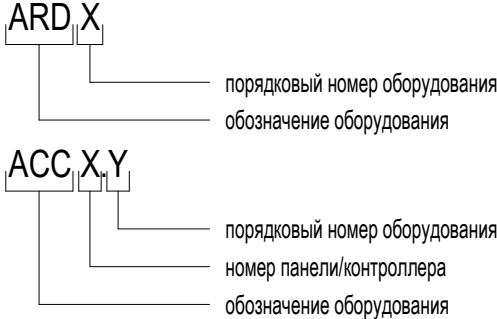 ARD X
порядковый номер оборудования
обозначение оборудования
ACC X.Y
порядковый номер оборудования
номер панели/контроллера
обозначение оборудования